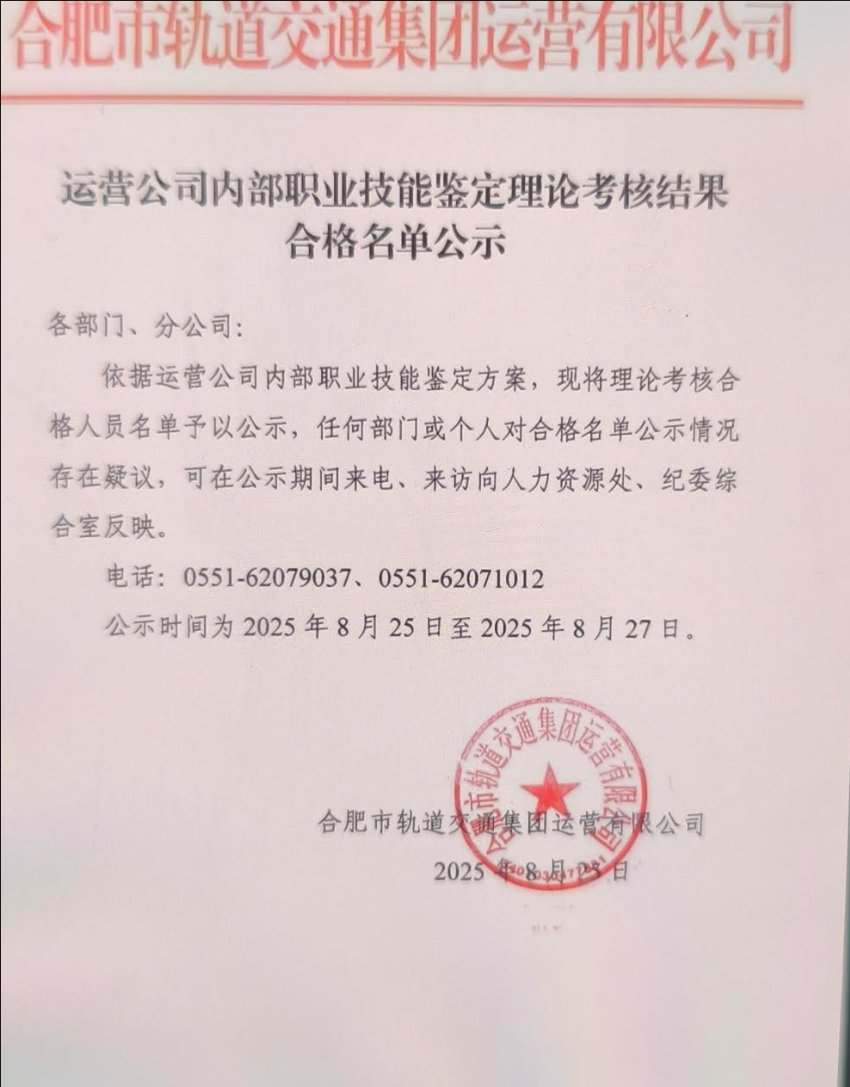 合肥市轨道交通集团运营有限公司
运营公司内部职业技能鉴定理论考核结果
合格名单公示
各部门、分公司：
依据运营公司内部职业技能鉴定方案，现将理论考核合
格人员名单予以公示，任何部门或个人对合格名单公示情况
存在疑议，可在公示期间来电、来访向人力资源处、纪委综
合室反映。
电话：0551-62079037、0551-62071012
公示时间为 2025 年 8 月 25 日至 2025 年 8 月 27 日。
合肥市轨道交通集团运营有限公司
合肥市轨道交通集团运营有限公司
2025 年 8 月 25 日